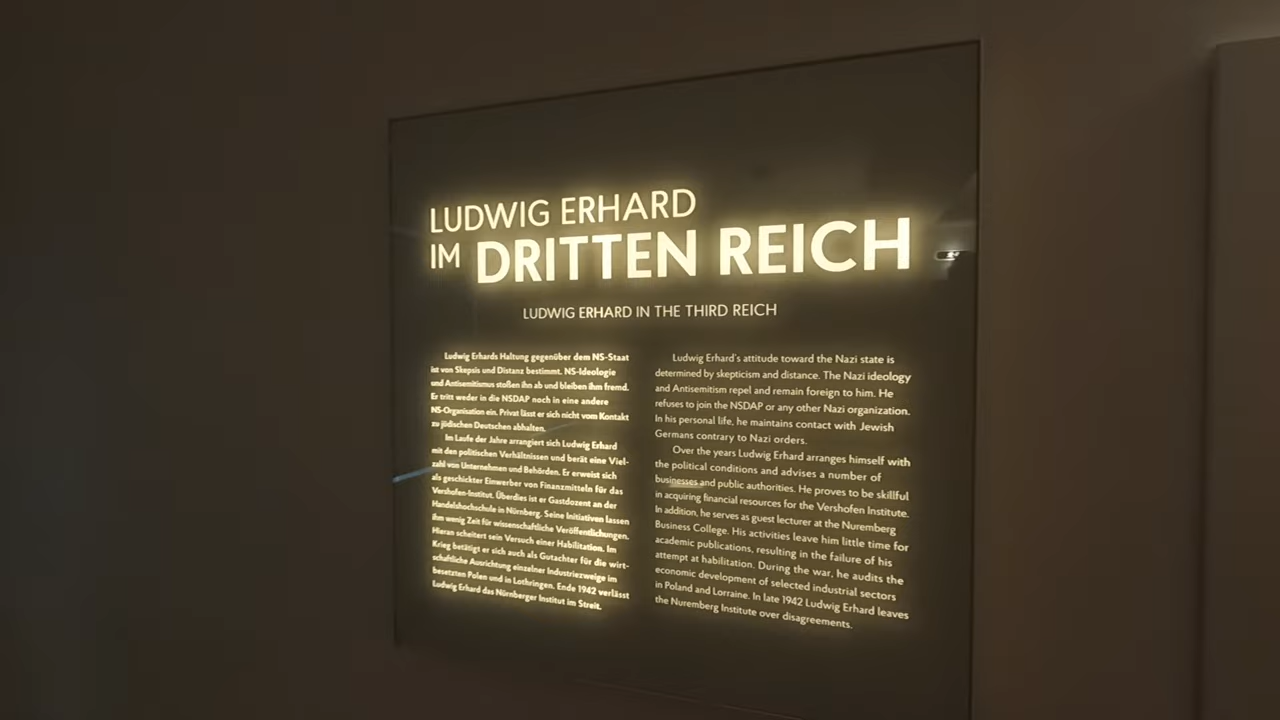 LUDWIG ERHARD
IM DRITTEN REICH
LUDWIG ERHARD IN THE THIRD REICH
Ludwig Erhards Haltung gegenüber dem NS-Staat
ist von Skepsis und Distanz bestimmt. NS-Ideologie
und Antisemitismus stoßen ihn ab und bleiben ihm fremd.
Er tritt weder in die NSDAP noch in eine andere
NS-Organisation ein. Privat lässt er sich nicht vom Kontakt
zu jüdischen Deutschen abhalten.
Im Laufe der Jahre arrangiert sich Ludwig Erhard
mit den politischen Verhältnissen und berät eine Viel-
zahl von Unternehmen und Behörden. Er erweist sich
als geschickter Einwerber von Finanzmitteln für das
Vershofen-Institut. Überdies ist er Gastdozent an der
Handelshochschule in Nürnberg. Seine Initiativen lassen
ihm wenig Zeit für wissenschaftliche Veröffentlichungen.
Hieran scheitert sein Versuch einer Habilitation. Im
Krieg betätigt er sich auch als Gutachter für die wirt-
schaftliche Ausrichtung einzelner Industriezweige im
besetzten Polen und in Lothringen. Ende 1942 verlässt
Ludwig Erhard das Nürnberger Institut im Streit.
Ludwig Erhard's attitude toward the Nazi state is
determined by skepticism and distance. The Nazi ideology
and Antisemitism repel and remain foreign to him. He
refuses to join the NSDAP or any other Nazi organization.
In his personal life, he maintains contact with Jewish
Germans contrary to Nazi orders.
Over the years Ludwig Erhard arranges himself with
the political conditions and advises a number of
businesses and public authorities. He proves to be skillful
in acquiring financial resources for the Vershofen Institute.
In addition, he serves as guest lecturer at the Nuremberg
Business College. His activities leave him little time for
academic publications, resulting in the failure of his
attempt at habilitation. During the war, he audits the
economic development of selected industrial sectors
in Poland and Lorraine. In late 1942 Ludwig Erhard leaves
the Nuremberg Institute over disagreements.